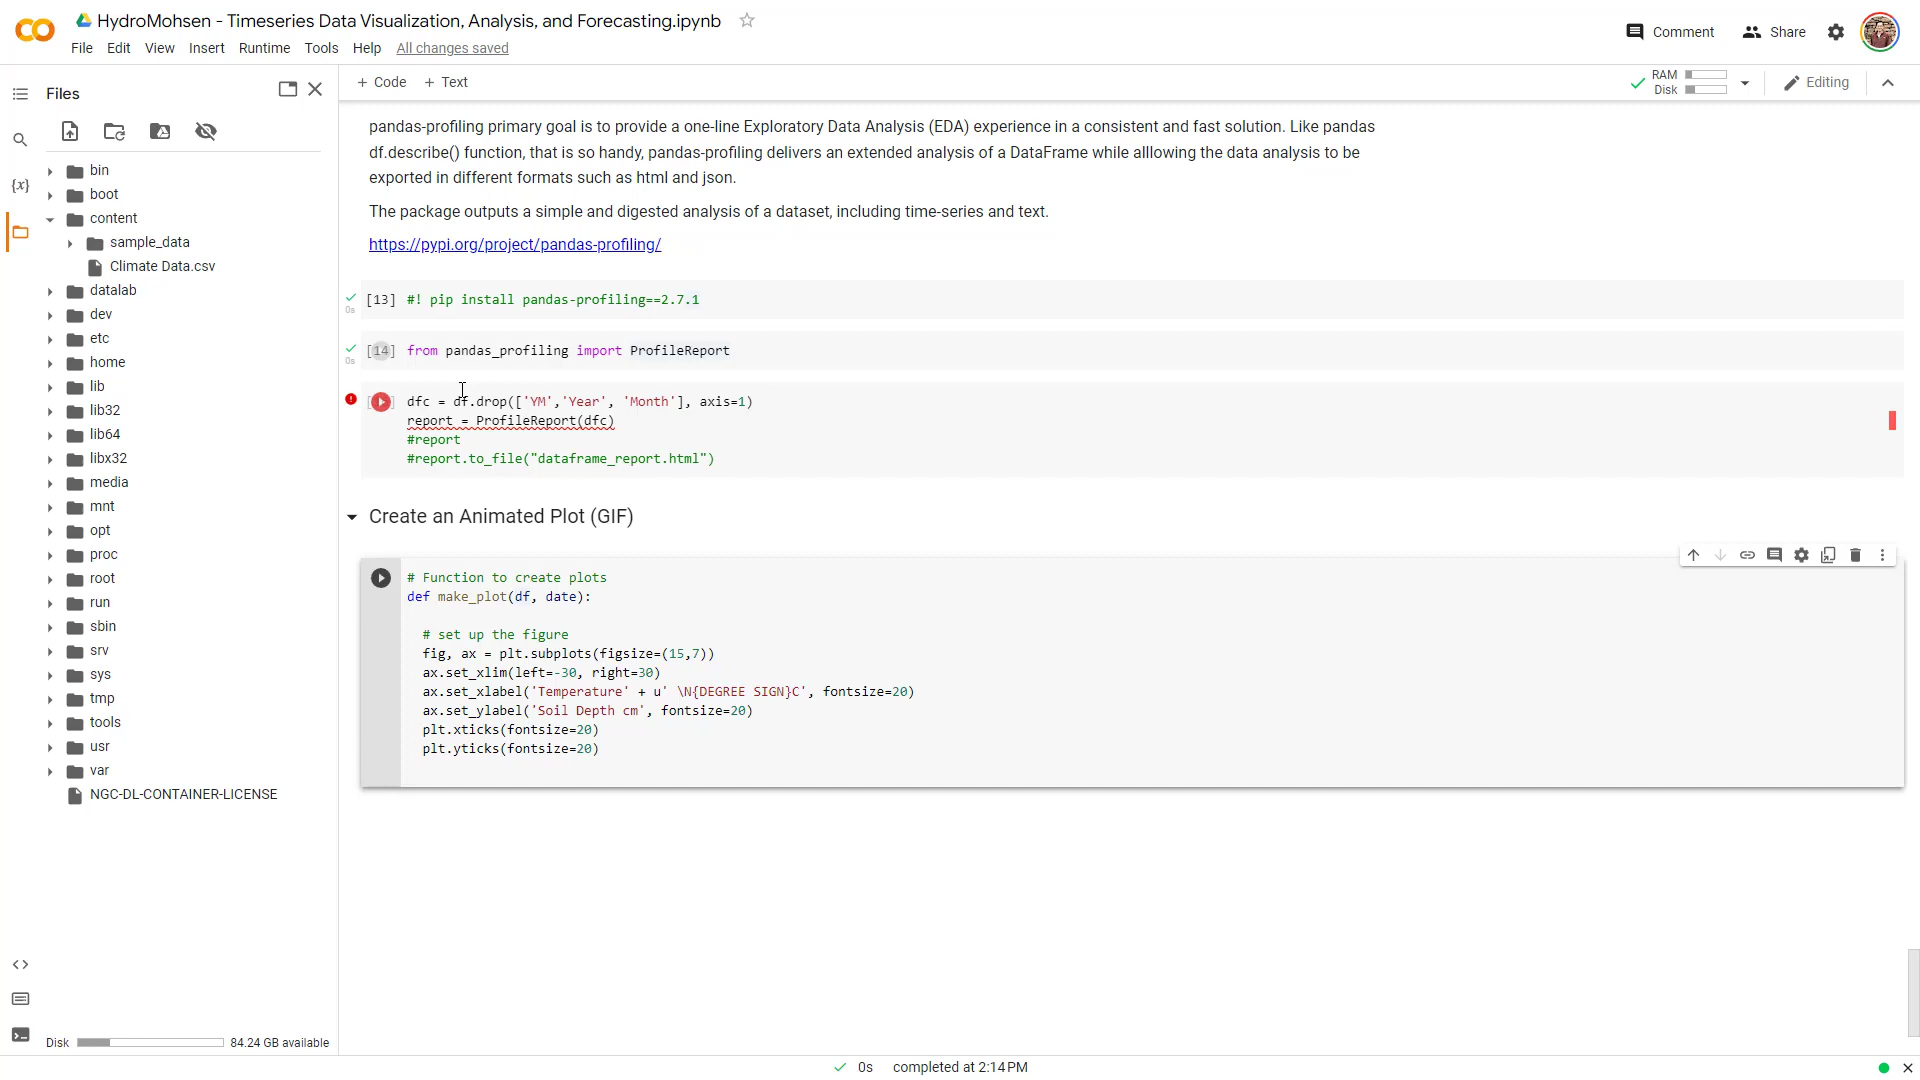 HydroMohsen - Timeseries Data Visualization, Analysis, and Forecasting.ipynb
File Edit View Insert Runtime Tools Help All changes saved
Comment Share
Files
+ Code + Text
RAM
Disk
Editing
bin
boot
content
sample_data
Climate Data.csv
datalab
dev
etc
home
lib
lib32
lib64
libx32
media
mnt
opt
proc
root
run
sbin
srv
sys
tmp
tools
usr
var
NGC-DL-CONTAINER-LICENSE
Disk 84.24 GB available
pandas-profiling primary goal is to provide a one-line Exploratory Data Analysis (EDA) experience in a consistent and fast solution. Like pandas
df.describe() function, that is so handy, pandas-profiling delivers an extended analysis of a DataFrame while alllowing the data analysis to be
exported in different formats such as html and json.
The package outputs a simple and digested analysis of a dataset, including time-series and text.
https://pypi.org/project/pandas-profiling/
[13] #! pip install pandas-profiling==2.7.1
0s
[14] from pandas_profiling import ProfileReport
0s
dfc = df.drop(['YM','Year', 'Month'], axis=1)
report = ProfileReport(dfc)
#report
#report.to_file("dataframe_report.html")
Create an Animated Plot (GIF)
# Function to create plots
def make_plot(df, date):
# set up the figure
fig, ax = plt.subplots(figsize=(15,7))
ax.set_xlim(left=-30, right=30)
ax.set_xlabel('Temperature' + u' \N{DEGREE SIGN}C', fontsize=20)
ax.set_ylabel('Soil Depth cm', fontsize=20)
plt.xticks(fontsize=20)
plt.yticks(fontsize=20)
0s completed at 2:14 PM